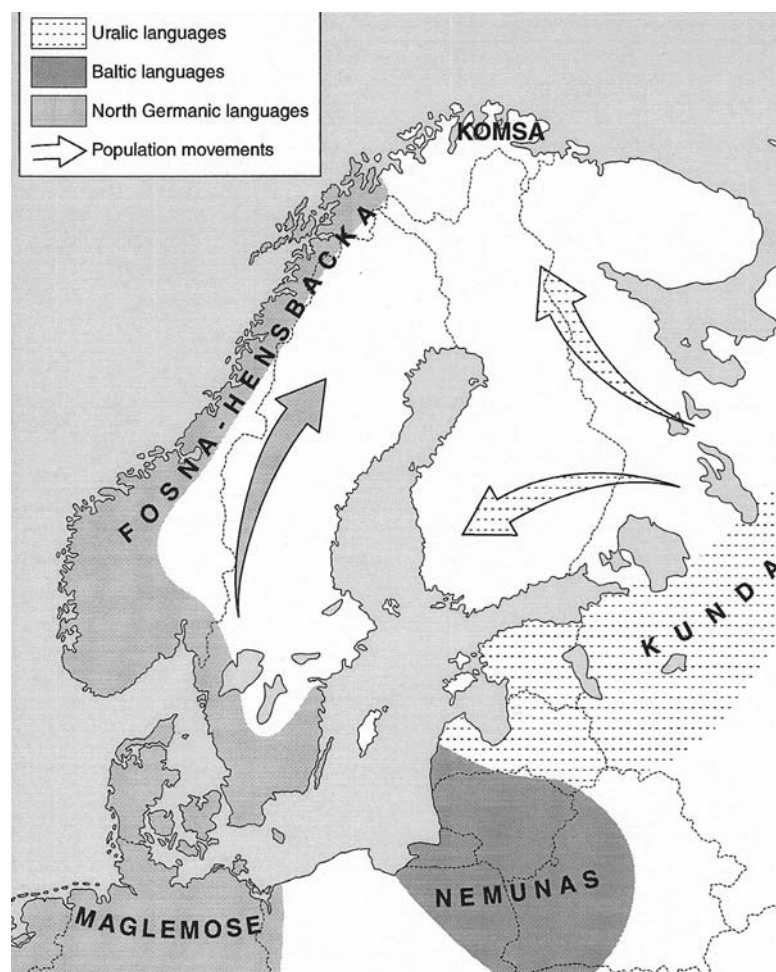 Uralic languages
Baltic languages
North Germanic languages
Population movements
KOMSA
FOSNA-HENSBACKA
KUNDA
NEMUNAS
MAGLEMOSE